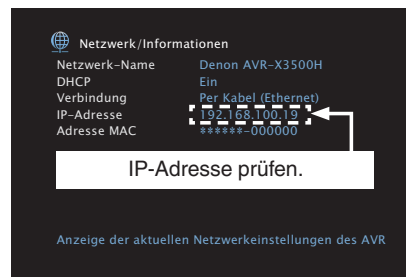 Netzwerk/Informationen
Netzwerk-Name Denon AVR-X3500H
DHCP Ein
Verbindung Per Kabel (Ethernet)
IP-Adresse 192.168.100.19
Adresse MAC ******-000000
IP-Adresse prüfen.
Anzeige der aktuellen Netzwerkeinstellungen des AVR